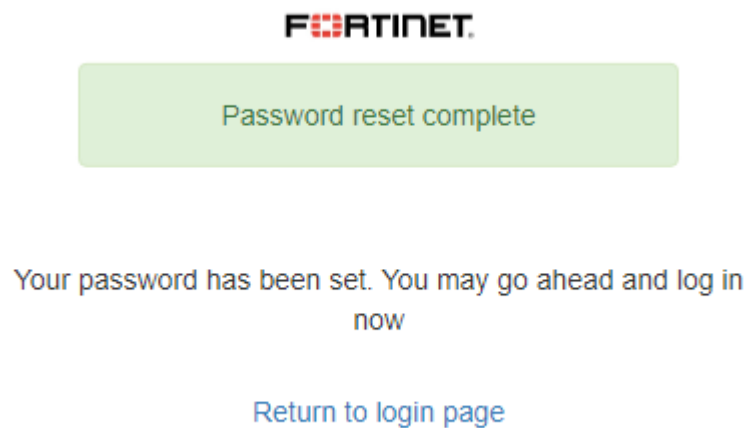 FORTINET.
Password reset complete
Your password has been set. You may go ahead and log in
now
Return to login page